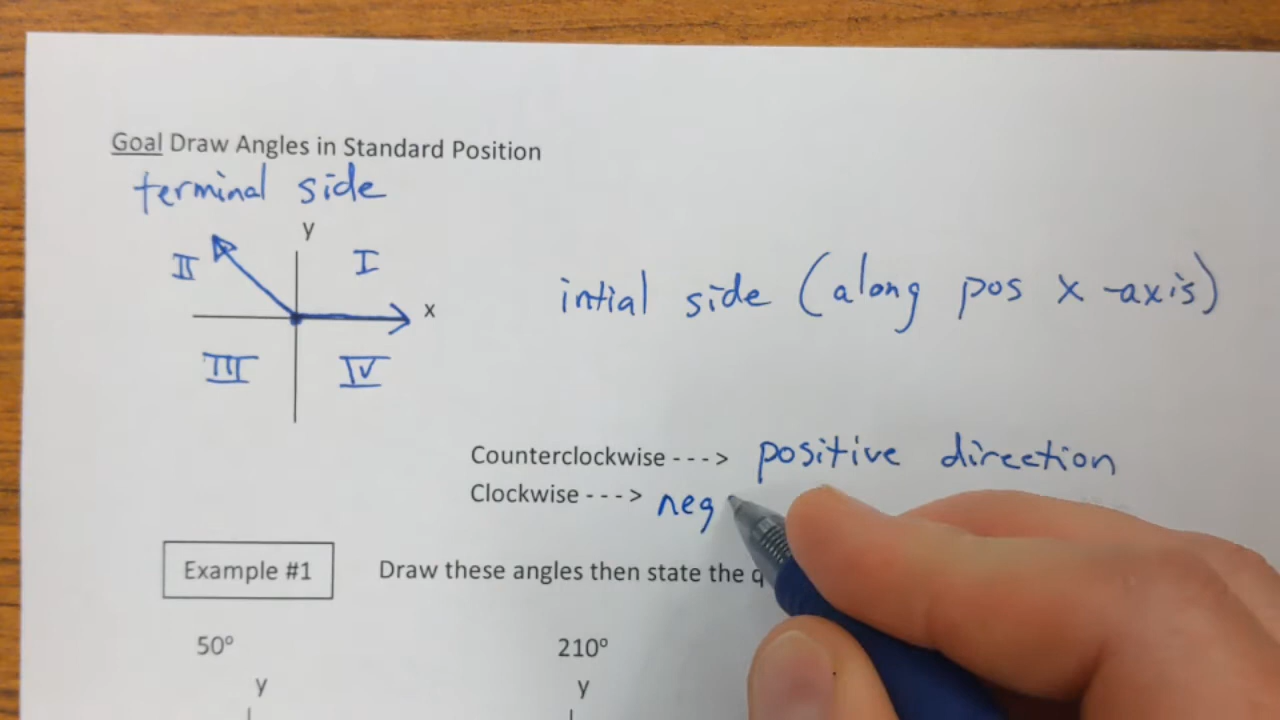 Goal Draw Angles in Standard Position
terminal side
y
II
I
x
intial side (along pos x-axis)
III
IV
Counterclockwise ---> positive direction
Clockwise ---> neg
Example #1
Draw these angles then state the q
50°
210°
y
y